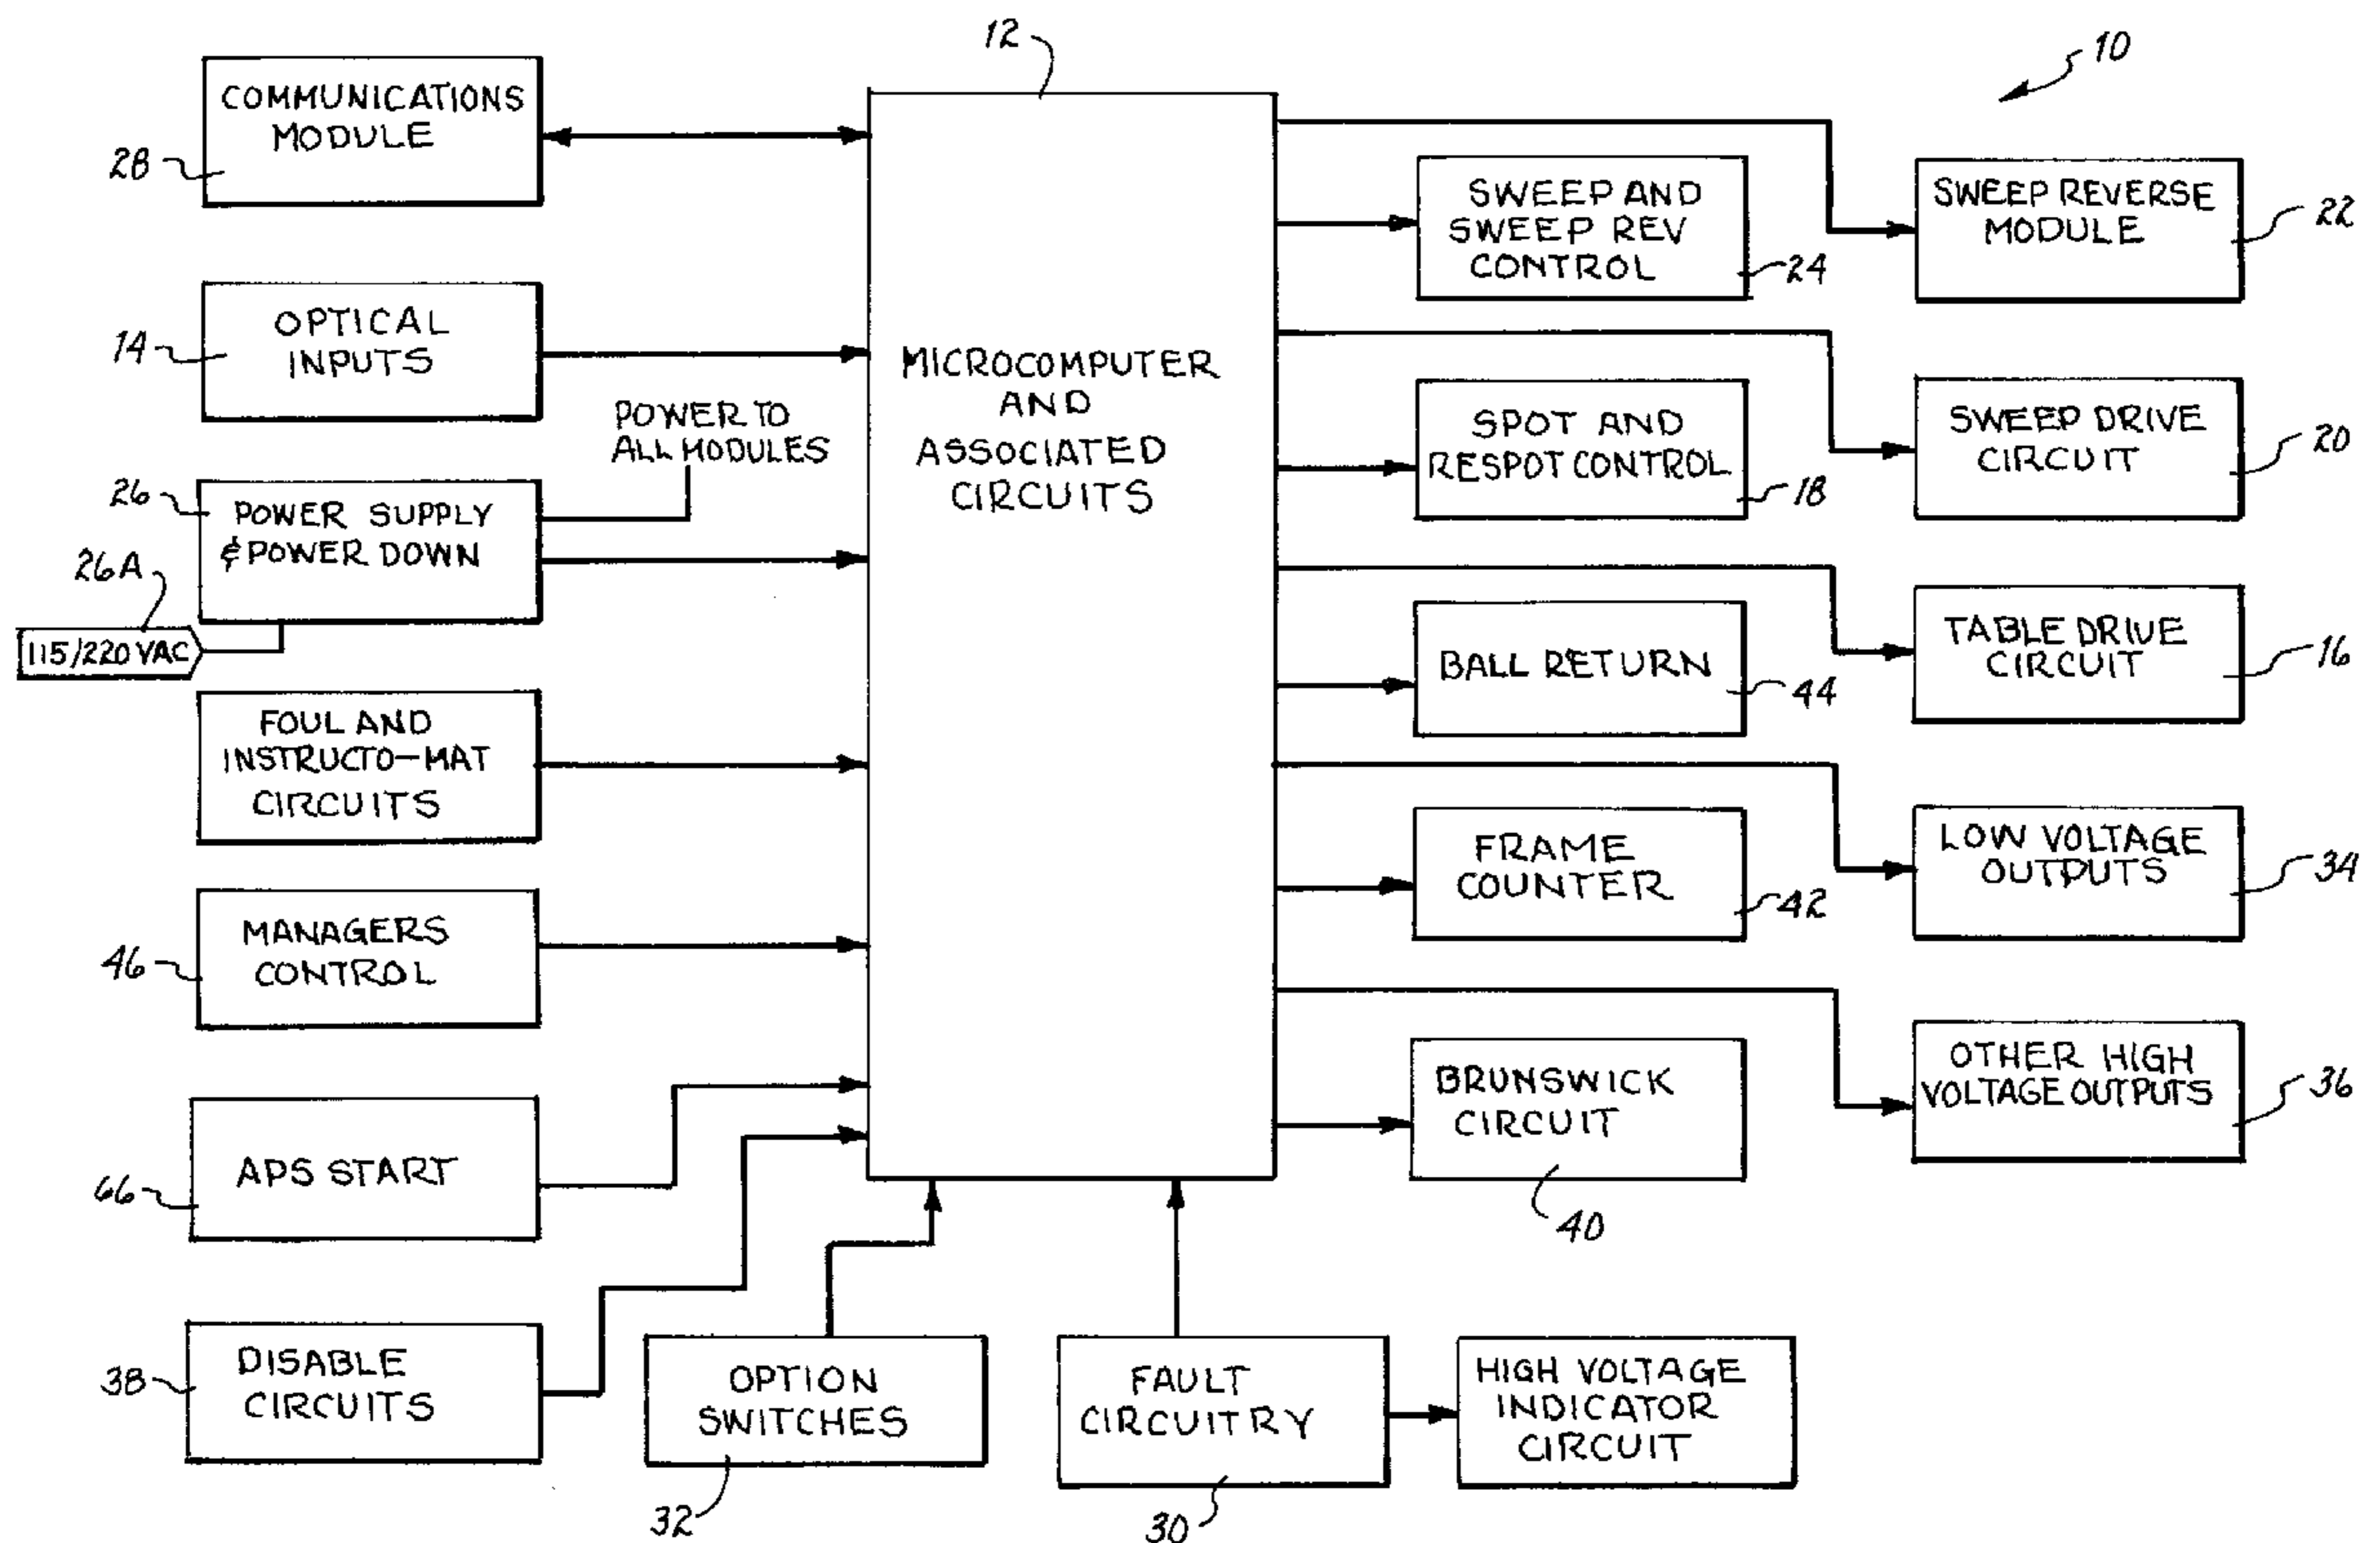 12
10
COMMUNICATIONS
MODULE
28
OPTICAL
INPUTS
14
POWER TO
ALL MODULES
26
POWER SUPPLY
& POWER DOWN
26A
115/220 VAC
FOUL AND
INSTRUCTO-MAT
CIRCUITS
MANAGERS
CONTROL
46
APS START
66
DISABLE
CIRCUITS
38
MICROCOMPUTER
AND
ASSOCIATED
CIRCUITS
OPTION
SWITCHES
32
FAULT
CIRCUITRY
30
HIGH VOLTAGE
INDICATOR
CIRCUIT
SWEEP AND
SWEEP REV
CONTROL
24
SPOT AND
RESPOT CONTROL
18
BALL RETURN
44
FRAME
COUNTER
42
BRUNSWICK
CIRCUIT
40
SWEEP REVERSE
MODULE
22
SWEEP DRIVE
CIRCUIT
20
TABLE DRIVE
CIRCUIT
16
LOW VOLTAGE
OUTPUTS
34
OTHER HIGH
VOLTAGE OUTPUTS
36